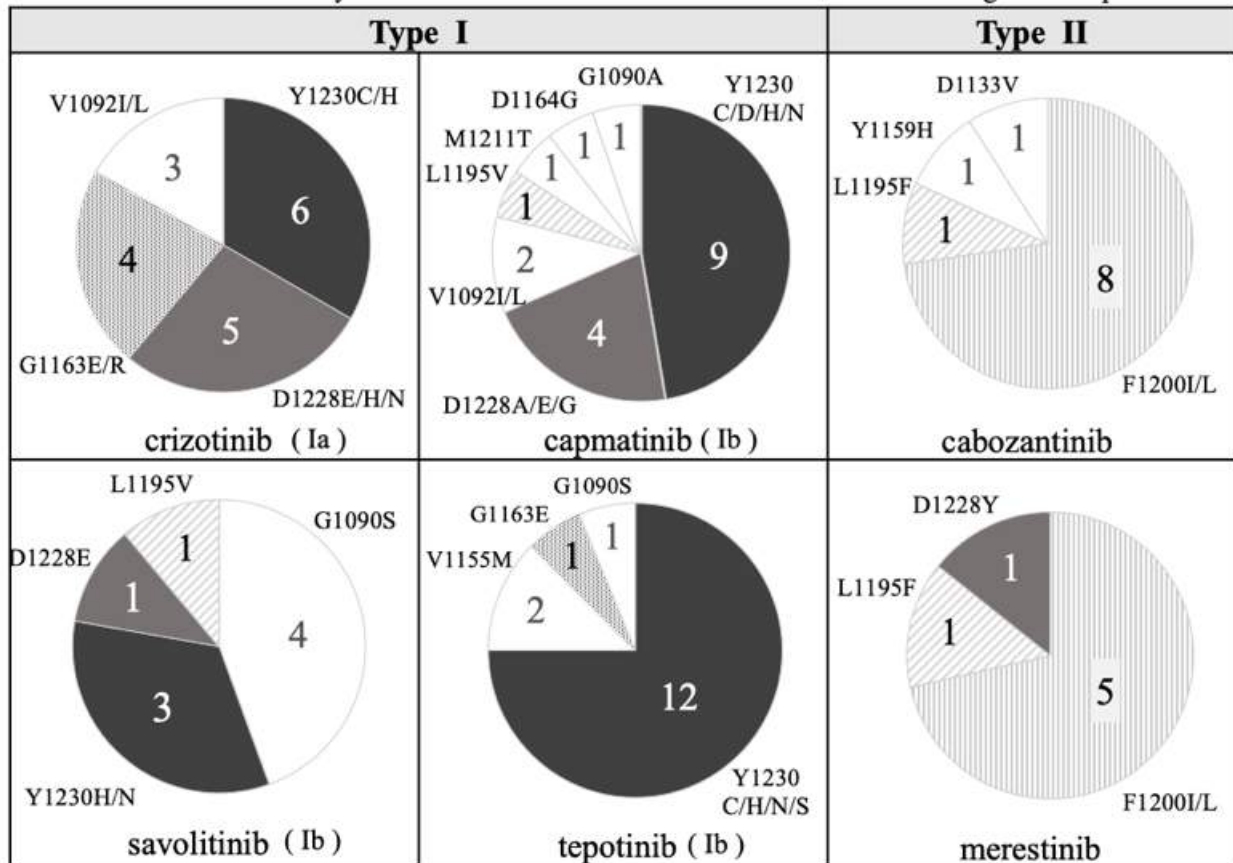 Type I
Type II
V1092I/L
Y1230C/H
3
6
4
5
G1163E/R
D1228E/H/N
crizotinib ( Ia )
G1090A
Y1230
C/D/H/N
D1164G
M1211T
L1195V
1
1
1
1
2
9
V1092I/L
4
D1228A/E/G
capmatinib ( Ib )
D1133V
Y1159H
L1195F
1
1
1
8
F1200I/L
cabozantinib
L1195V
G1090S
D1228E
1
1
4
3
Y1230H/N
savolitinib ( Ib )
G1090S
G1163E
V1155M
1
1
2
12
Y1230
C/H/N/S
tepotinib ( Ib )
D1228Y
L1195F
1
1
5
F1200I/L
merestinib